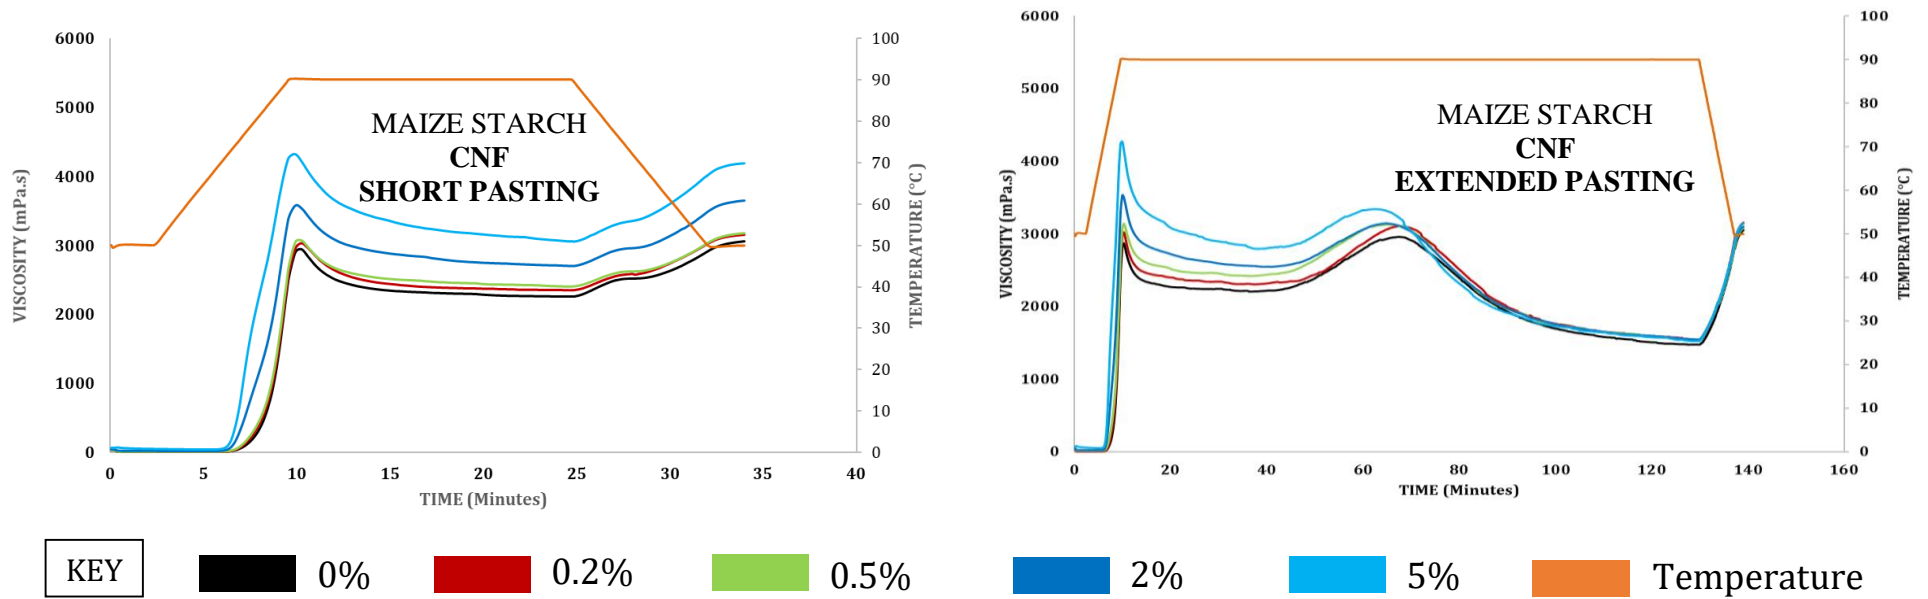 6000
5000
4000
3000
2000
1000
0
VISCOSITY (mPa.s)
MAIZE STARCH
CNF
SHORT PASTING
100
90
80
70
60
50
40
30
20
10
0
TEMPERATURE (°C)
0 5 10 15 20 25 30 35 40
TIME (Minutes)
6000
5000
4000
3000
2000
1000
0
VISCOSITY (mPa.s)
MAIZE STARCH
CNF
EXTENDED PASTING
100
90
80
70
60
50
40
30
20
10
0
TEMPERATURE (°C)
0 20 40 60 80 100 120 140 160
TIME (Minutes)
KEY 0% 0.2% 0.5% 2% 5% Temperature